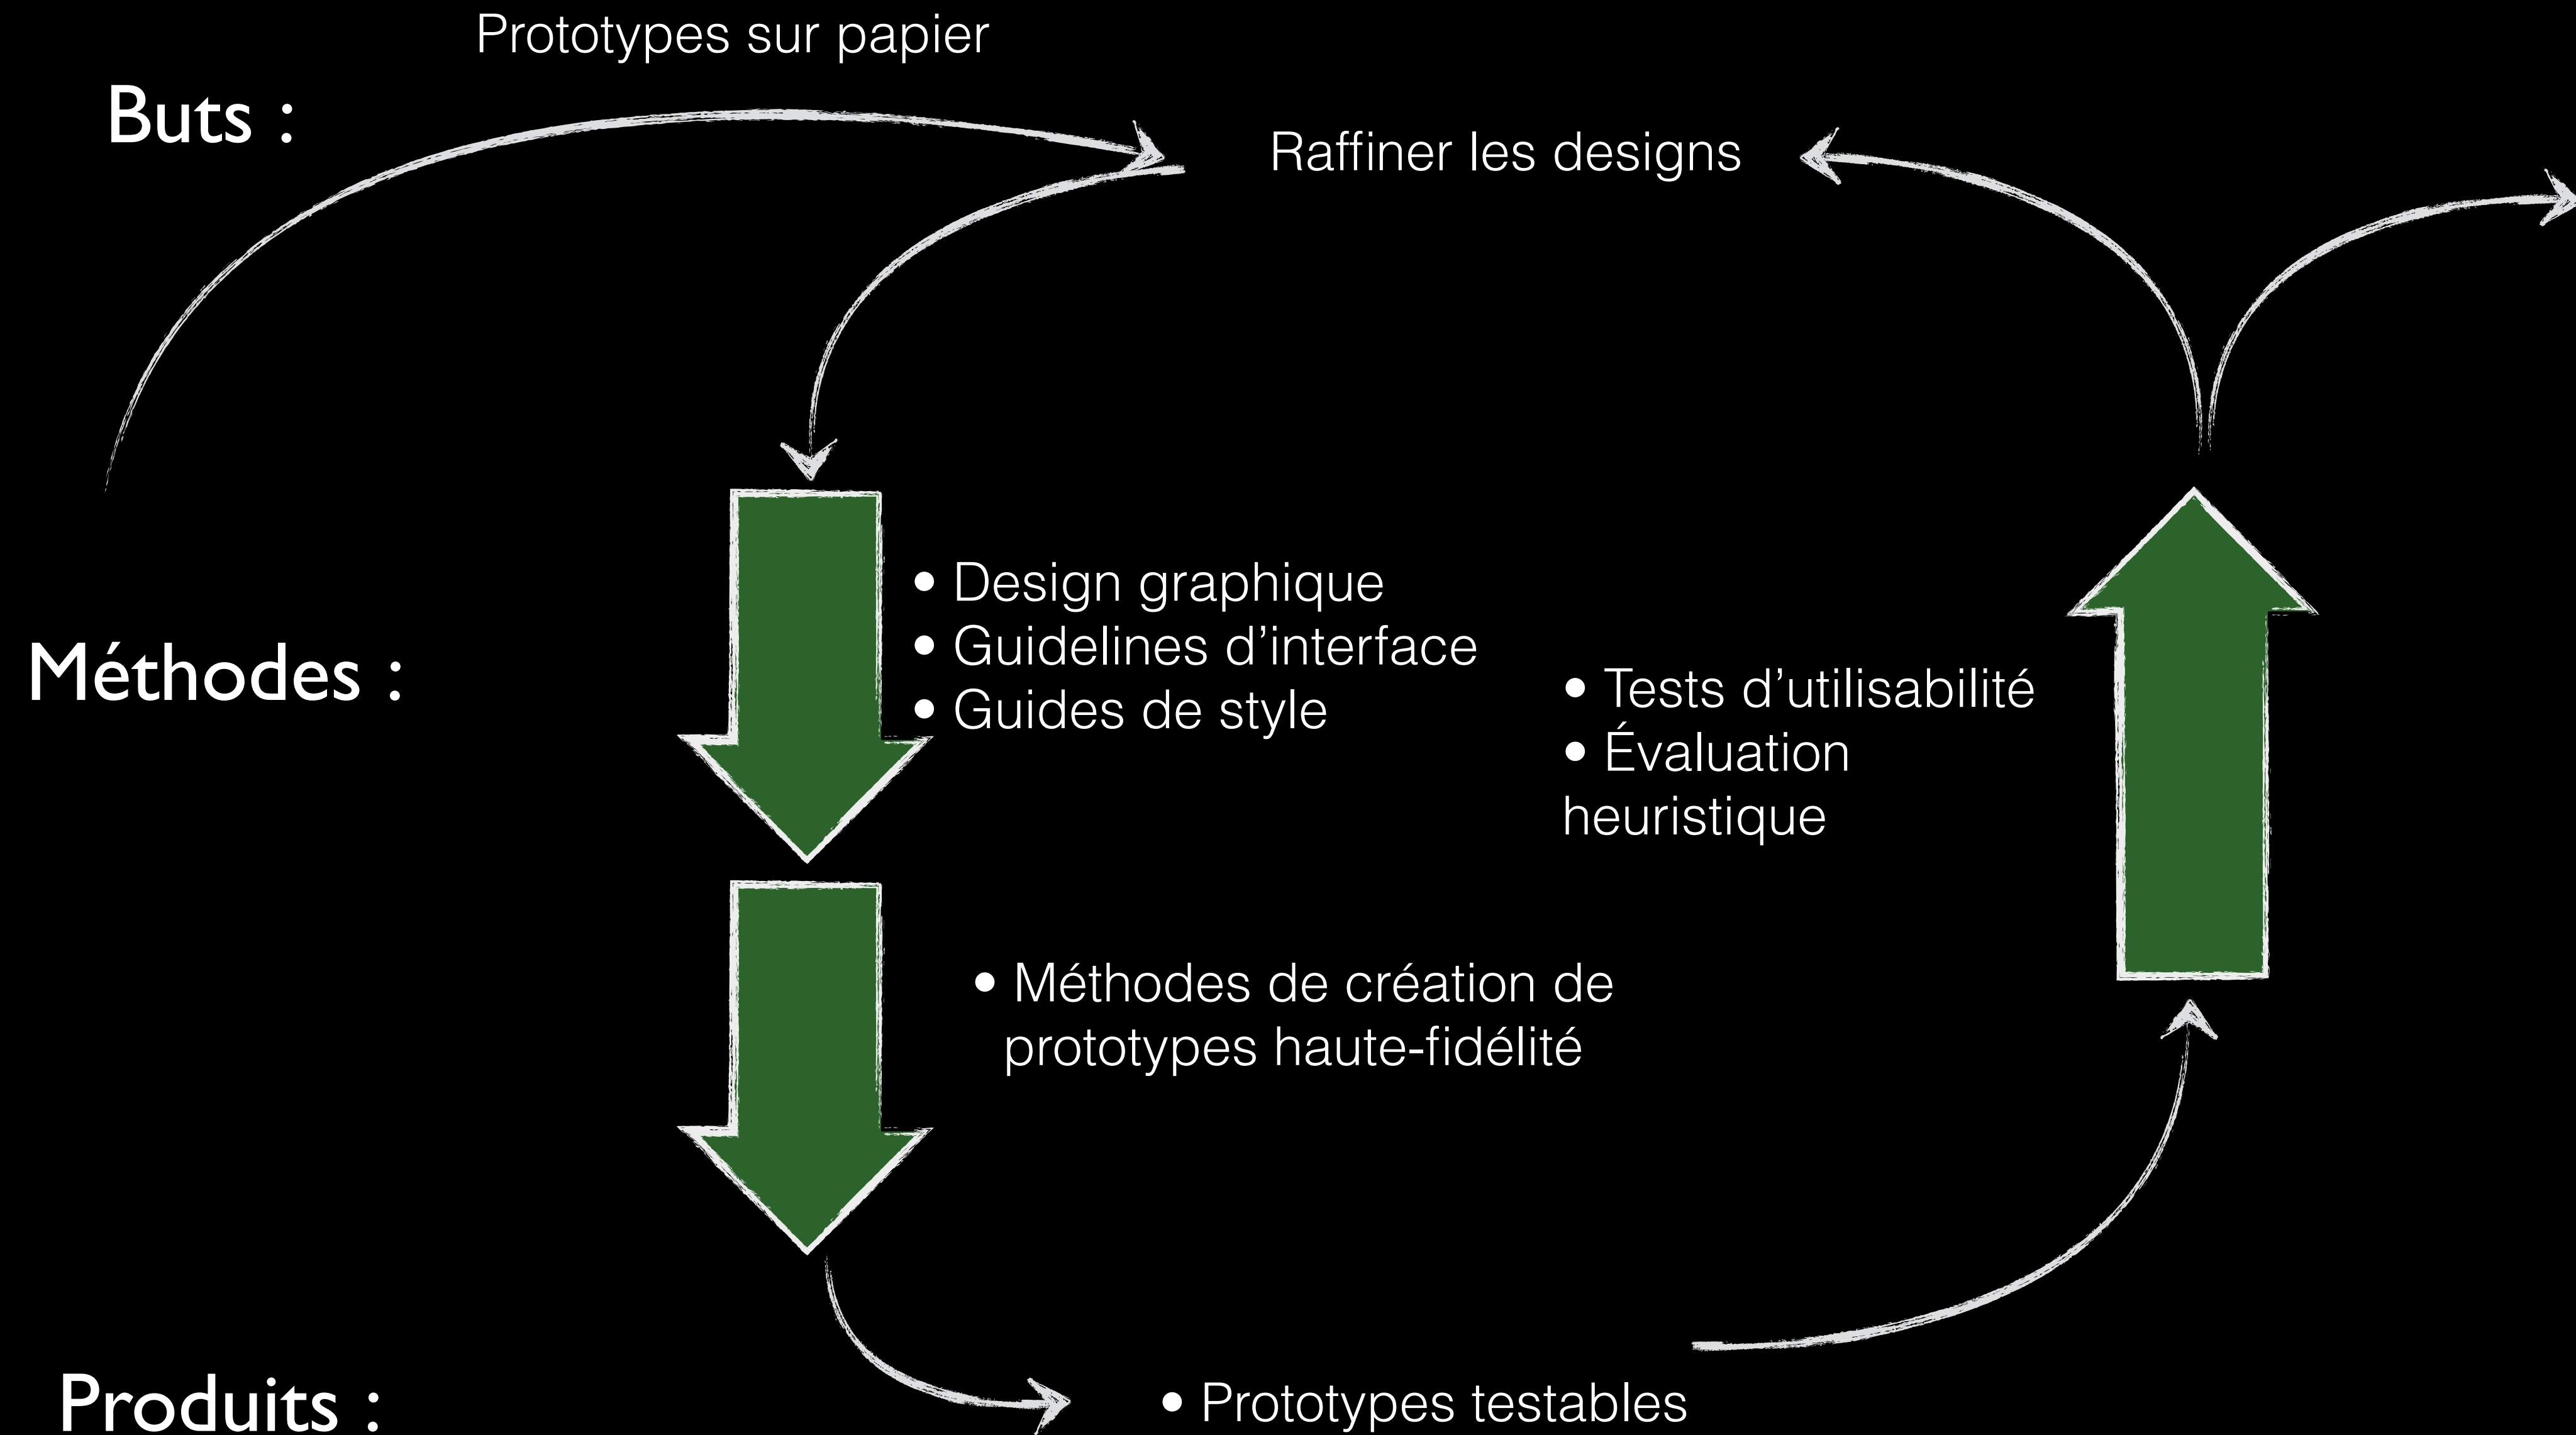 Prototypes sur papier
Buts :
Raffiner les designs
• Design graphique
• Guidelines d’interface
• Guides de style
Méthodes :
• Tests d’utilisabilité
• Évaluation
heuristique
• Méthodes de création de
prototypes haute-fidélité
Produits :
• Prototypes testables